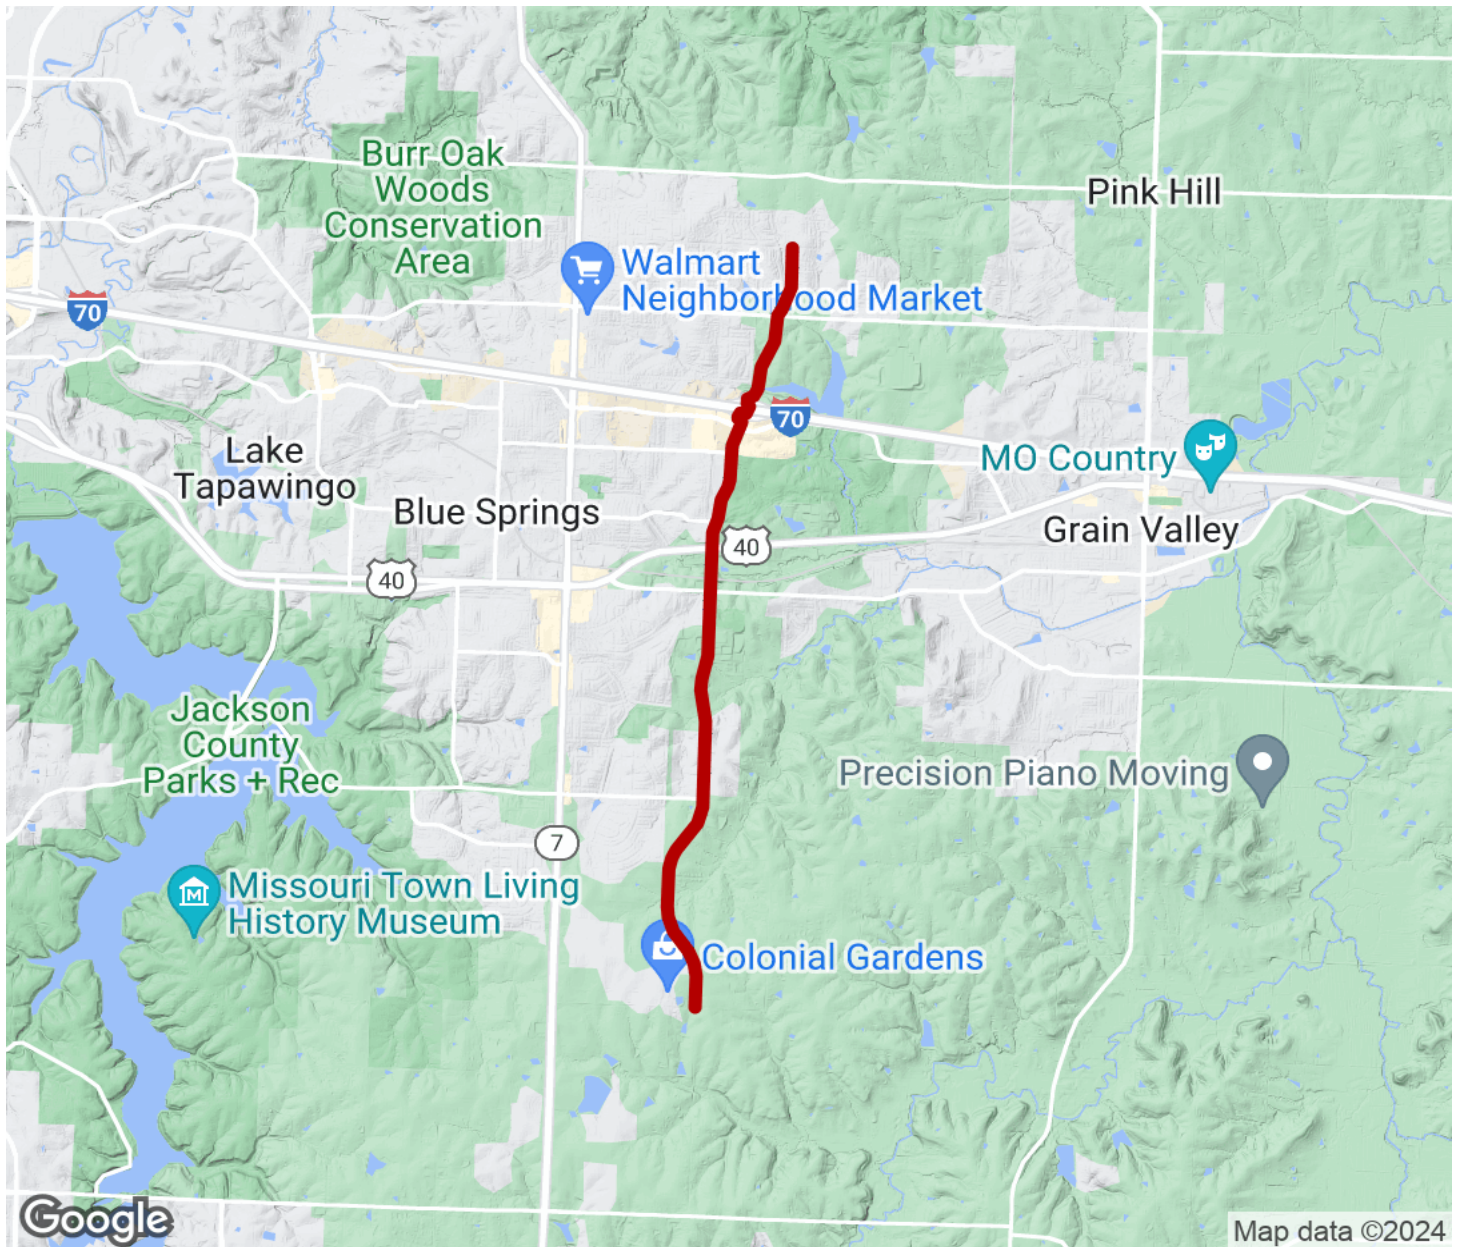 Burr Oak
Woods
Conservation
Area
Pink Hill
Walmart
Neighborhood Market
70
70
MO Country
Lake
Tapawingo
Blue Springs
Grain Valley
40
40
Jackson
County
Parks + Rec
Precision Piano Moving
7
M
Missouri Town Living
History Museum
Colonial Gardens
Google
Map data ©2024